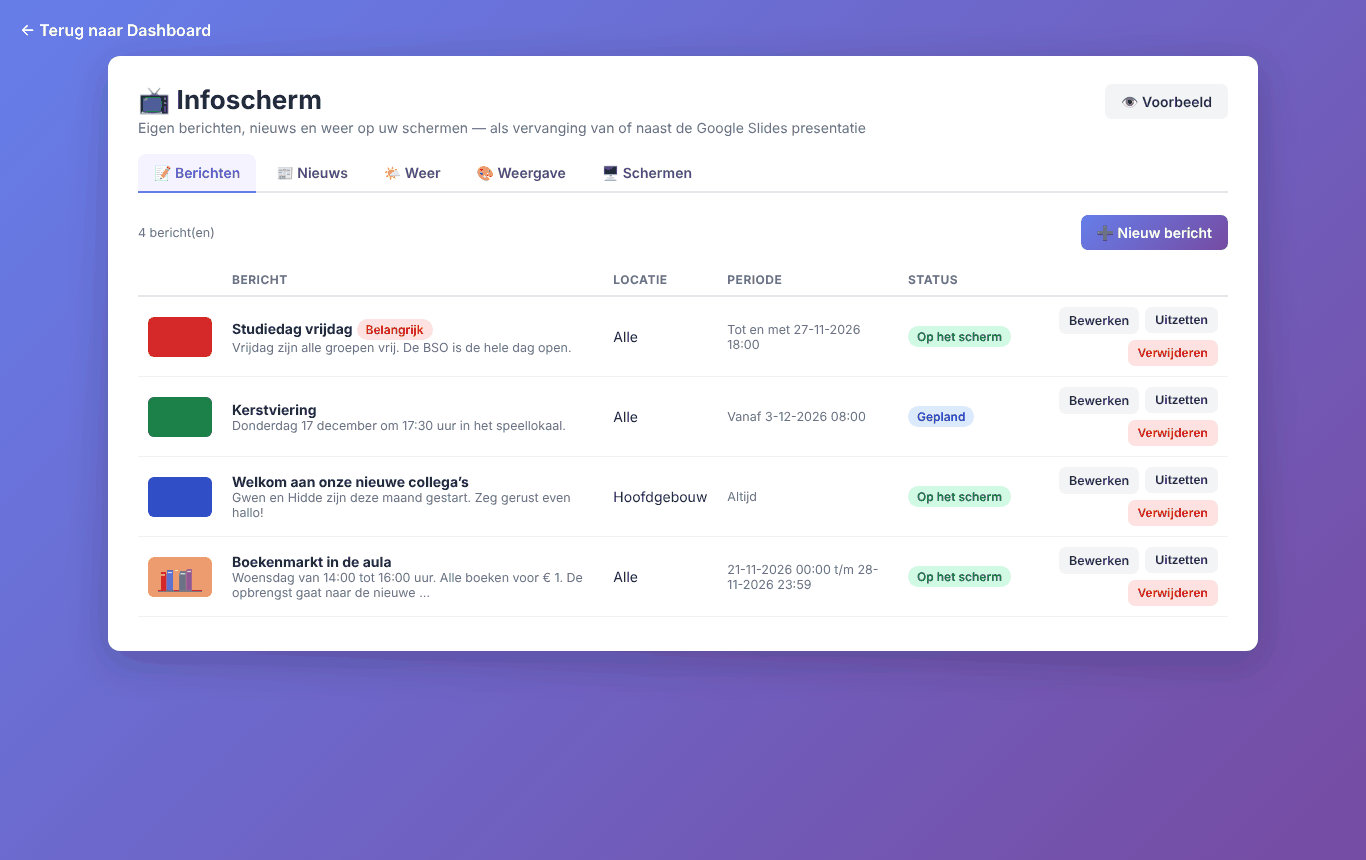 ← Terug naar Dashboard
📺 Infoscherm
👁️ Voorbeeld
Eigen berichten, nieuws en weer op uw schermen — als vervanging van of naast de Google Slides presentatie
📝 Berichten
📰 Nieuws
🌤️ Weer
🎨 Weergave
🖥️ Schermen
4 bericht(en)
➕ Nieuw bericht
BERICHT
LOCATIE
PERIODE
STATUS
Studiedag vrijdag Belangrijk
Vrijdag zijn alle groepen vrij. De BSO is de hele dag open.
Alle
Tot en met 27-11-2026
18:00
Op het scherm
Bewerken
Uitzetten
Verwijderen
Kerstviering
Donderdag 17 december om 17:30 uur in het speellokaal.
Alle
Vanaf 3-12-2026 08:00
Gepland
Bewerken
Uitzetten
Verwijderen
Welkom aan onze nieuwe collega’s
Gwen en Hidde zijn deze maand gestart. Zeg gerust even
hallo!
Hoofdgebouw
Altijd
Op het scherm
Bewerken
Uitzetten
Verwijderen
Boekenmarkt in de aula
Woensdag van 14:00 tot 16:00 uur. Alle boeken voor € 1. De
opbrengst gaat naar de nieuwe ...
Alle
21-11-2026 00:00 t/m 28-
11-2026 23:59
Op het scherm
Bewerken
Uitzetten
Verwijderen